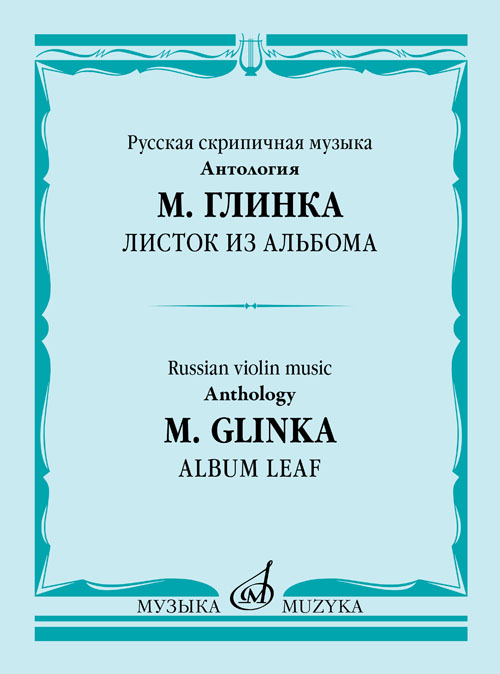 Русская скрипичная музыка
Антология
М. ГЛИНКА
ЛИСТОК ИЗ АЛЬБОМА
Russian violin music
Anthology
M. GLINKA
ALBUM LEAF
МУЗЫКА М MUZYKA